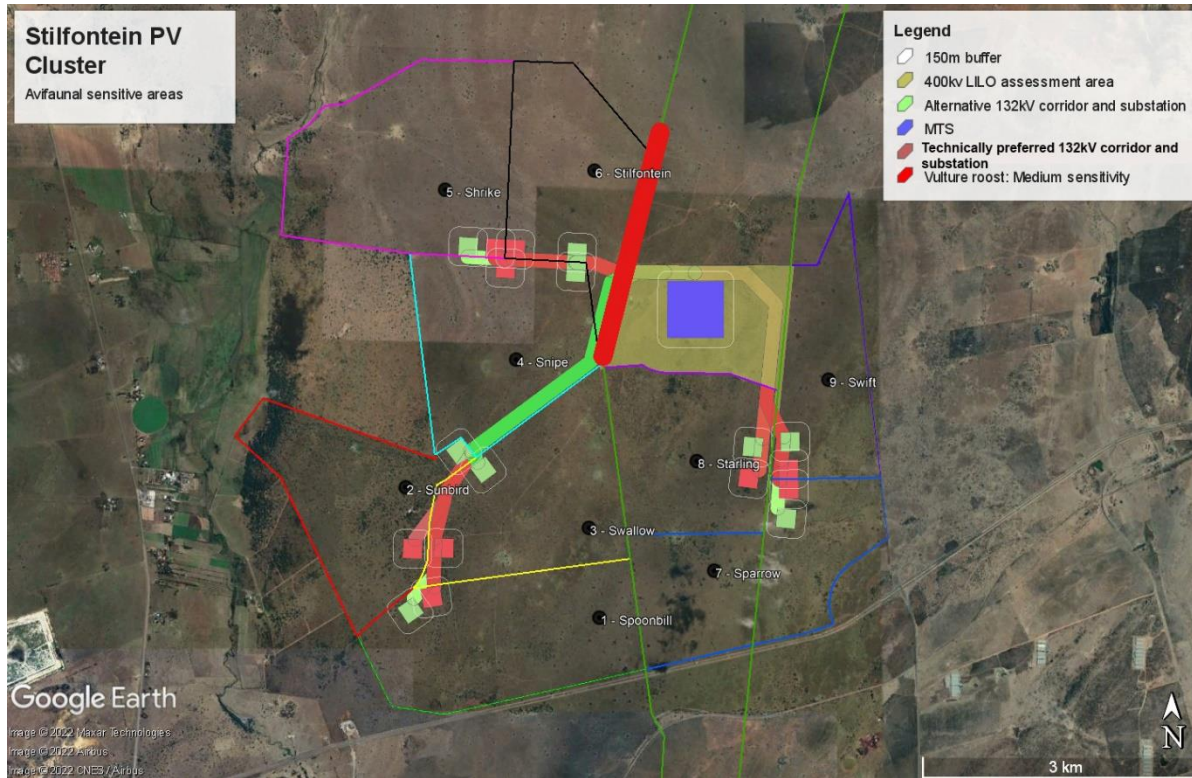 Stilfontein PV
Cluster
Avifaunal sensitive areas
Legend
150m buffer
400kv LILO assessment area
Alternative 132kV corridor and substation
MTS
Technically preferred 132kV corridor and
substation
Vulture roost: Medium sensitivity
6 - Stilfontein
5 - Shrike
4 - Snipe
9 - Swift
8 - Starling
2 - Sunbird
3 - Swallow
7 - Sparrow
1 - Spoonbill
Google Earth
Image © 2022 Maxar Technologies
Image © 2022 Airbus
Image © 2022 CNES / Airbus
N
3 km